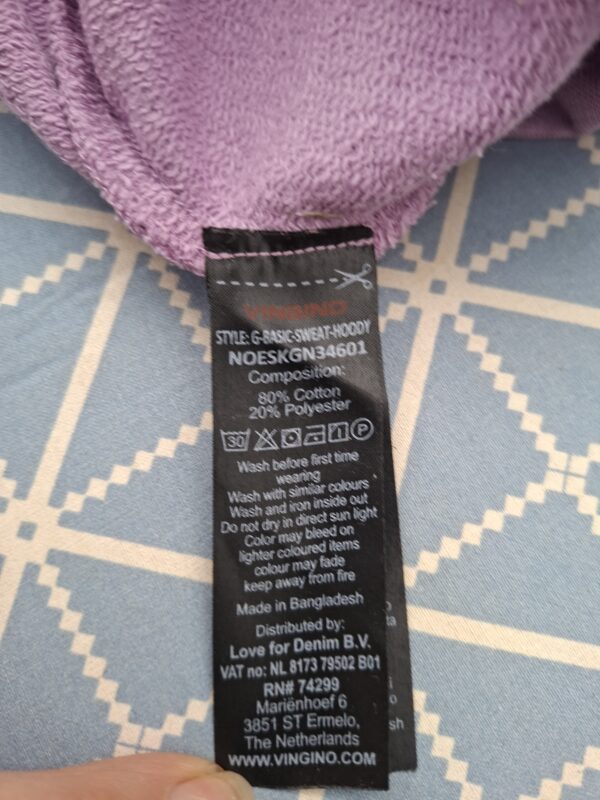 VINGINO
STYLE: G-BASIC-SWEAT-HOODY
NOESKGN34601
Composition:
80% Cotton
20% Polyester
30 P
Wash before first time
wearing
Wash with similar colours
Wash and iron inside out
Do not dry in direct sun light
Color may bleed on
lighter coloured items
colour may fade
keep away from fire
Made in Bangladesh
Distributed by:
Love for Denim B.V.
VAT no: NL 8173 79502 B01
RN# 74299
Mariënhoef 6
3851 ST Ermelo,
The Netherlands
WWW.VINGINO.COM